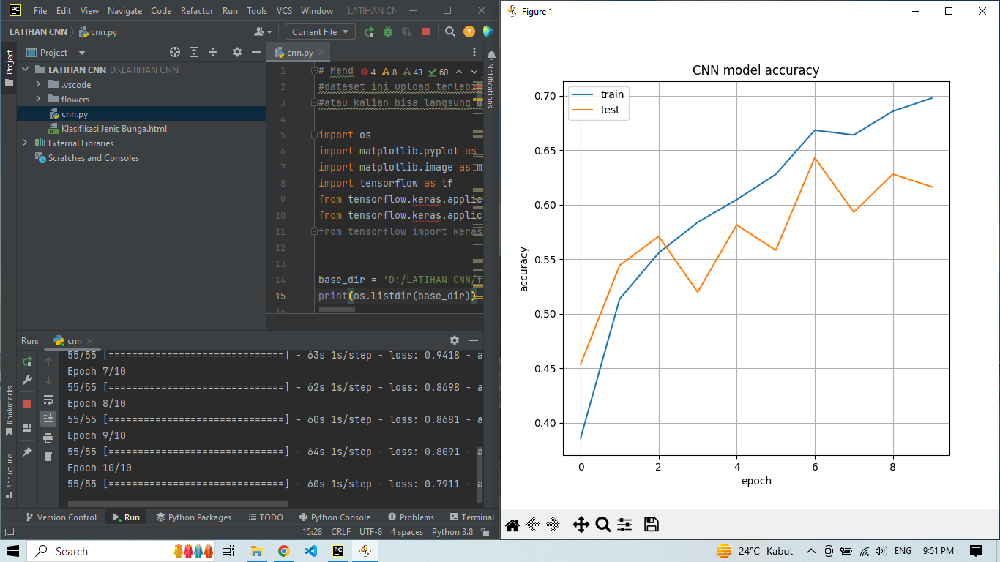 File Edit View Navigate Code Refactor Run Tools VCS Window LATIHAN CN
LATIHAN CNN cnn.py Current File
Project
Project
cnn.py
LATIHAN CNN D:\LATIHAN CNN
.vscode
flowers
cnn.py
Klasifikasi Jenis Bunga.html
External Libraries
Scratches and Consoles
4 8 43 60
1 # Mend
2 #dataset ini upload terleb
3 #atau kalian bisa langsung
4
5 import os
6 import matplotlib.pyplot as
7 import matplotlib.image as m
8 import tensorflow as tf
9 from tensorflow.keras.applic
10 from tensorflow.keras.applic
11 from tensorflow import keras
12
13
14 base_dir = 'D:/LATIHAN CNN/f
15 print(os.listdir(base_dir))
16
Notifications
Run: cnn
55/55 [==============================] - 63s 1s/step - loss: 0.9418 - a
Epoch 7/10
55/55 [==============================] - 62s 1s/step - loss: 0.8698 - a
Epoch 8/10
55/55 [==============================] - 60s 1s/step - loss: 0.8681 - a
Epoch 9/10
55/55 [==============================] - 64s 1s/step - loss: 0.8091 - a
Epoch 10/10
55/55 [==============================] - 60s 1s/step - loss: 0.7911 - a
Bookmarks
Structure
Version Control Run Python Packages TODO Python Console Problems Terminal
15:28 CRLF UTF-8 4 spaces Python 3.8
Figure 1
CNN model accuracy
train
test
0.70
0.65
0.60
0.55
0.50
0.45
0.40
accuracy
0 2 4 6 8
epoch
Search
24°C Kabut
ENG
9:51 PM